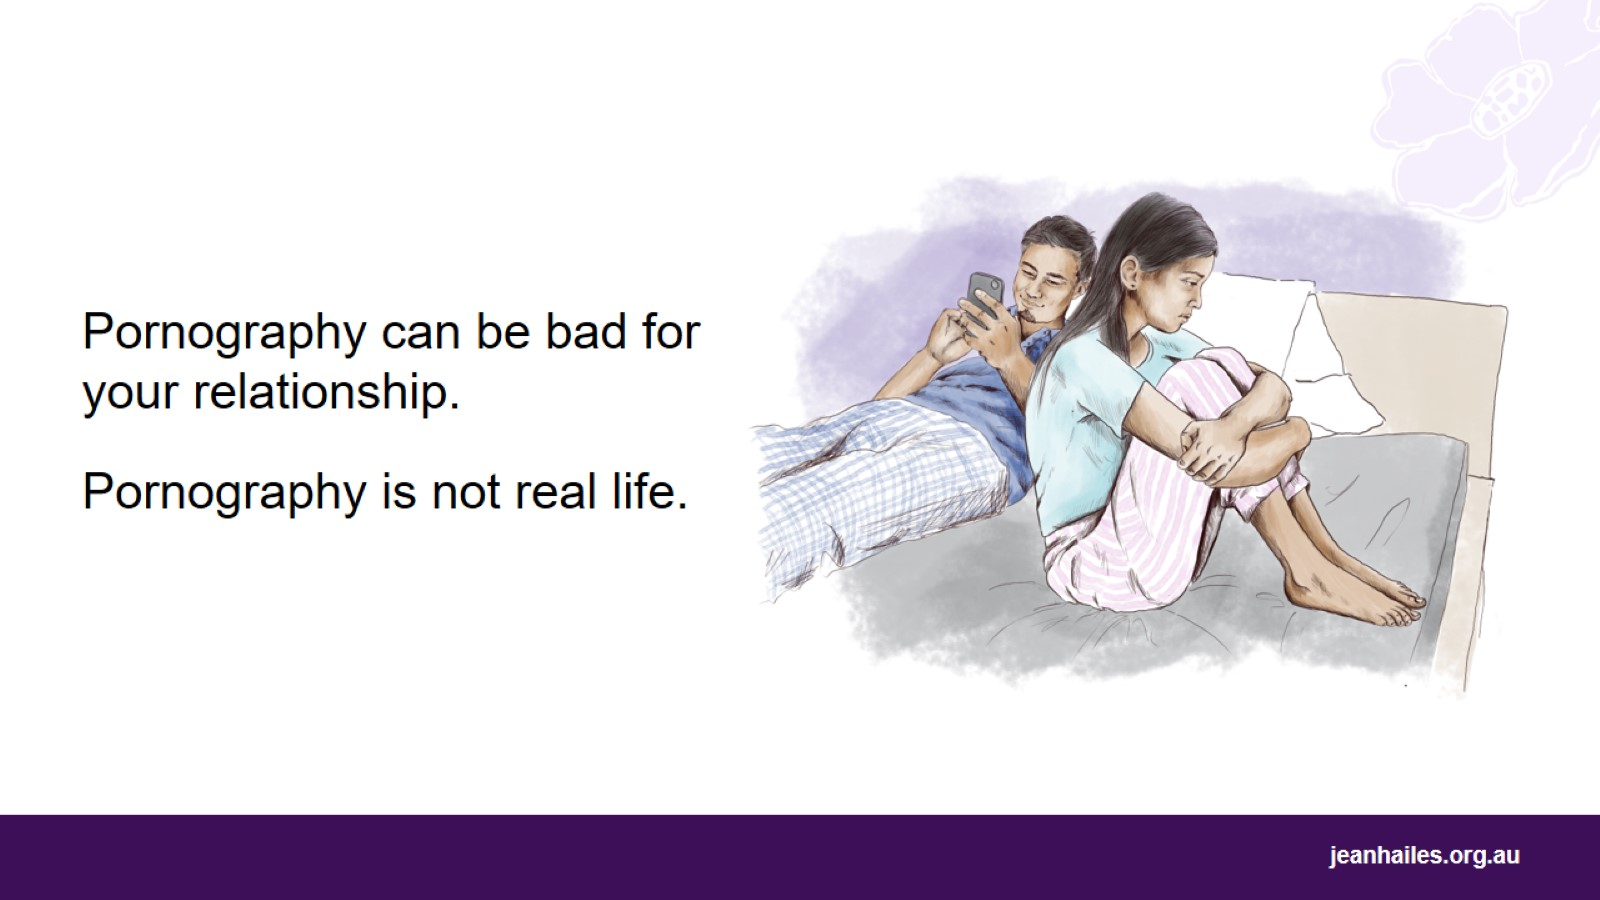 Pornography can be bad for
your relationship.
Pornography is not real life.
jeanhailes.org.au